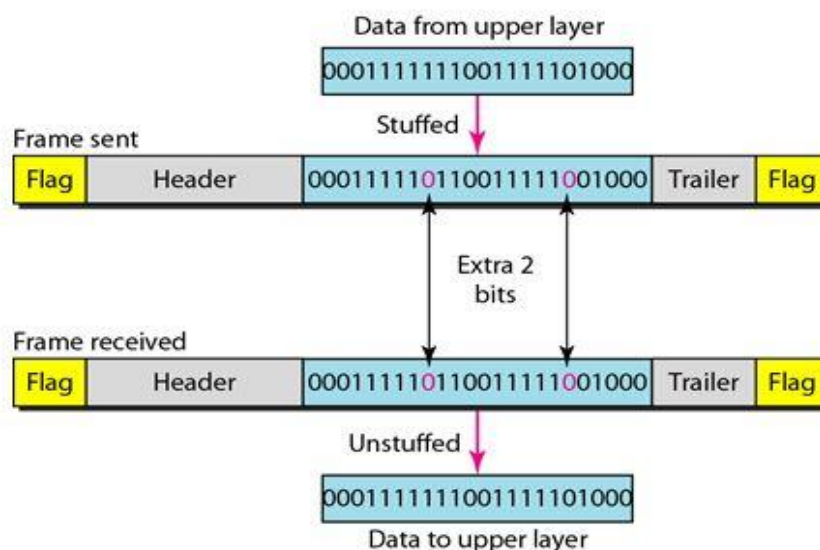 Data from upper layer
0001111111001111101000
Stuffed
Frame sent
Flag Header 000111110110011111001000 Trailer Flag
Extra 2
bits
Frame received
Flag Header 000111110110011111001000 Trailer Flag
Unstuffed
0001111111001111101000
Data to upper layer